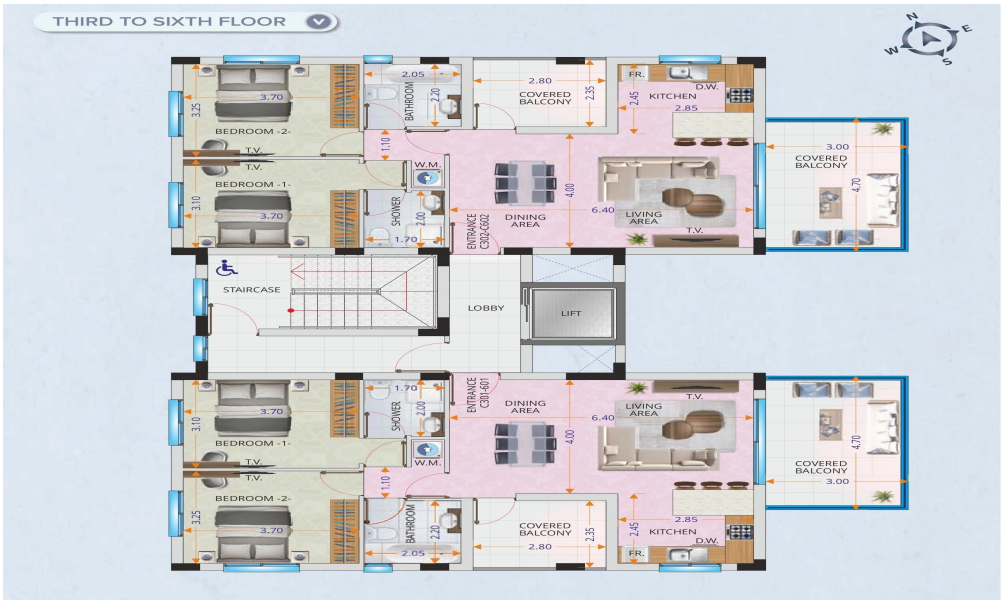 THIRD TO SIXTH FLOOR
N
E
W
S
2.05
BATHROOM
2.20
2.80
COVERED
BALCONY
2.35
FR.
D.W.
KITCHEN
2.45
2.85
3.25
3.70
BEDROOM -2-
T.V.
1.10
W.M.
3.00
COVERED
BALCONY
4.70
T.V.
BEDROOM -1-
3.10
3.70
SHOWER
2.00
1.70
ENTRANCE
C302-C602
DINING
AREA
4.00
6.40
LIVING
AREA
T.V.
STAIRCASE
LOBBY
LIFT
3.10
3.70
BEDROOM -1-
T.V.
1.70
SHOWER
2.00
W.M.
ENTRANCE
C301-601
DINING
AREA
4.00
6.40
LIVING
AREA
T.V.
COVERED
BALCONY
4.70
3.00
T.V.
BEDROOM -2-
3.25
3.70
1.10
BATHROOM
2.20
2.05
COVERED
BALCONY
2.80
2.35
2.45
2.85
KITCHEN
D.W.
FR.